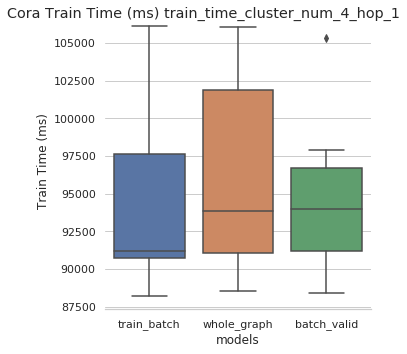 Cora Train Time (ms) train_time_cluster_num_4_hop_1
105000
102500
100000
97500
95000
92500
90000
87500
Train Time (ms)
train_batch whole_graph batch_valid
models